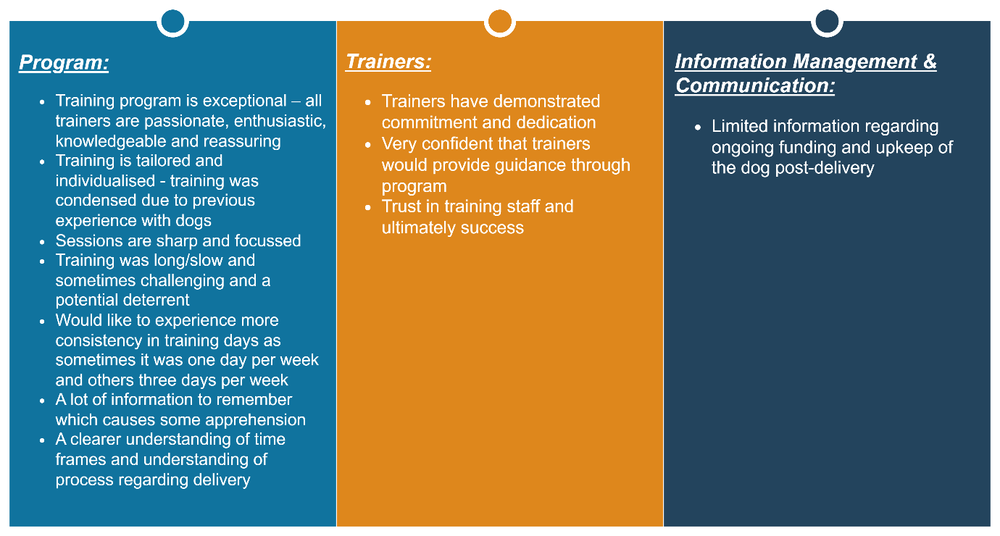 Program:
• Training program is exceptional – all
trainers are passionate, enthusiastic,
knowledgeable and reassuring
• Training is tailored and
individualised - training was
condensed due to previous
experience with dogs
• Sessions are sharp and focussed
• Training was long/slow and
sometimes challenging and a
potential deterrent
• Would like to experience more
consistency in training days as
sometimes it was one day per week
and others three days per week
• A lot of information to remember
which causes some apprehension
• A clearer understanding of time
frames and understanding of
process regarding delivery
Trainers:
• Trainers have demonstrated
commitment and dedication
• Very confident that trainers
would provide guidance through
program
• Trust in training staff and
ultimately success
Information Management &
Communication:
• Limited information regarding
ongoing funding and upkeep of
the dog post-delivery